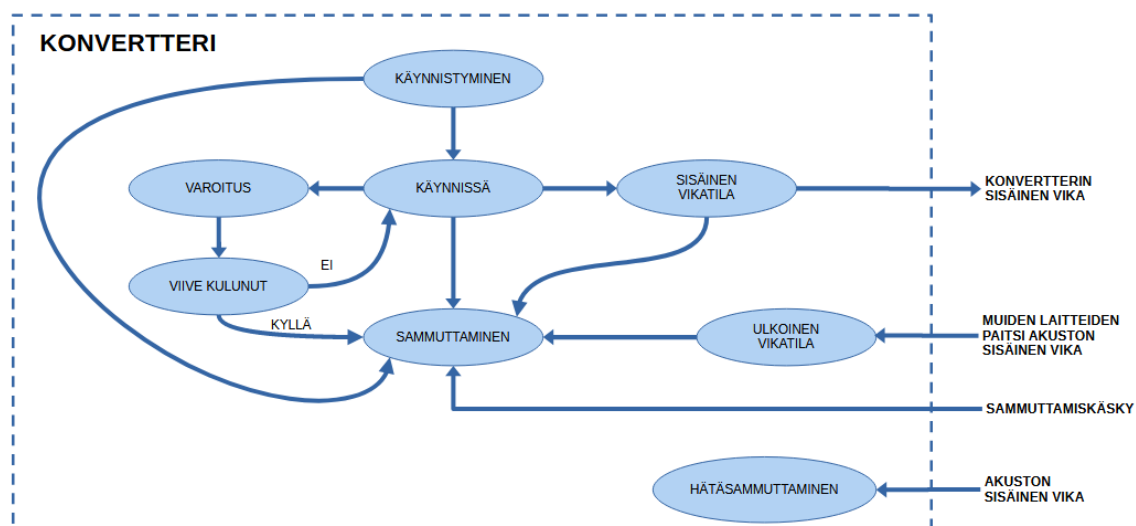 KONVERTTERI
KÄYNNISTYMINEN
VAROITUS
KÄYNNISSÄ
SISÄINEN
VIKATILA
KONVERTTERIN
SISÄINEN VIKA
EI
VIIVE KULUNUT
KYLLÄ
SAMMUTTAMINEN
ULKOINEN
VIKATILA
MUIDEN LAITTEIDEN
PAITSI AKUSTON
SISÄINEN VIKA
SAMMUTTAMISKÄSKY
HÄTÄSAMMUTTAMINEN
AKUSTON
SISÄINEN VIKA